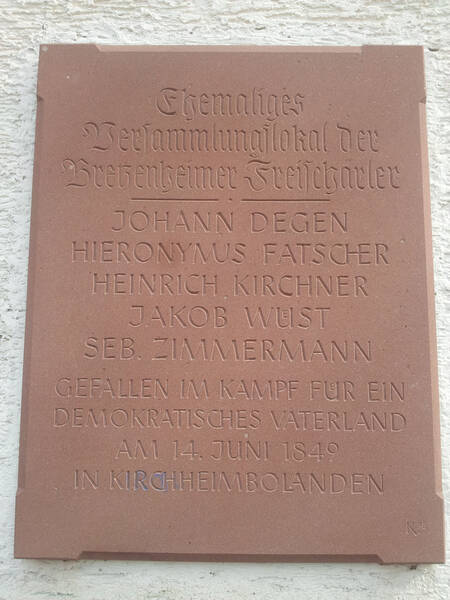 Ehemaliges
Versammlungslokal der
Bretzenheimer Freischärler
JOHANN DEGEN
HIERONYMUS FATSCHER
HEINRICH KIRCHNER
JAKOB WÜST
SEB. ZIMMERMANN
GEFALLEN IM KAMPF FÜR EIN
DEMOKRATISCHES VATERLAND
AM 14. JUNI 1849
IN KIRCHHEIMBOLANDEN